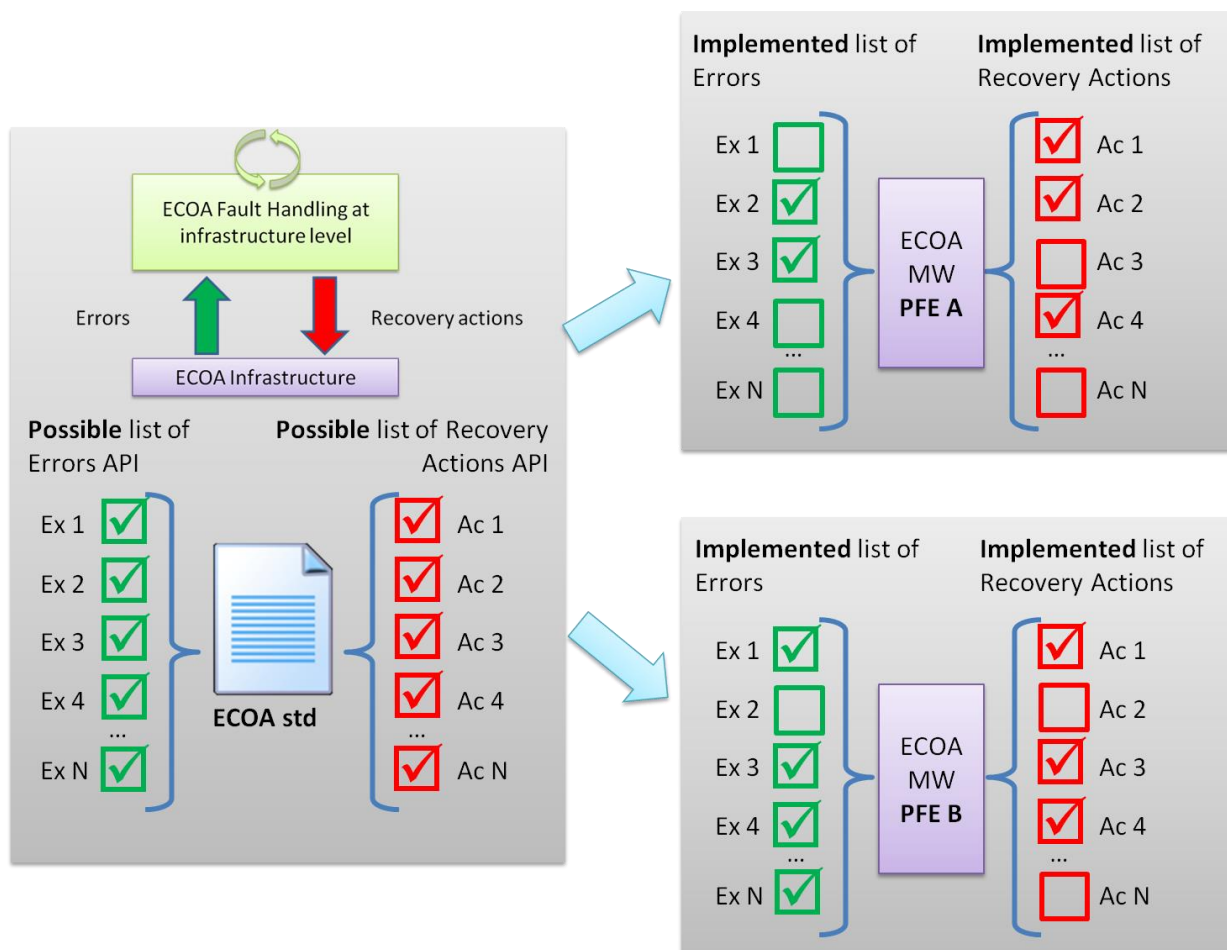 ECOA Fault Handling at
infrastructure level
Errors
Recovery actions
ECOA Infrastructure
Possible list of
Errors API
Possible list of Recovery
Actions API
Ex 1
Ex 2
Ex 3
Ex 4
...
Ex N
ECOA std
Ac 1
Ac 2
Ac 3
Ac 4
...
Ac N
Implemented list of
Errors
Implemented list of
Recovery Actions
Ex 1
Ex 2
Ex 3
Ex 4
...
Ex N
ECOA
MW
PFE A
Ac 1
Ac 2
Ac 3
Ac 4
...
Ac N
Implemented list of
Errors
Implemented list of
Recovery Actions
Ex 1
Ex 2
Ex 3
Ex 4
...
Ex N
ECOA
MW
PFE B
Ac 1
Ac 2
Ac 3
Ac 4
...
Ac N